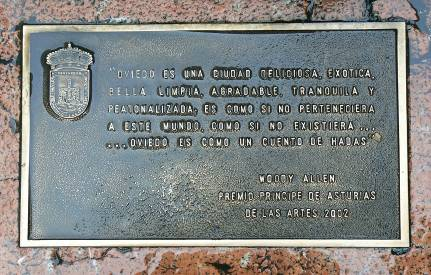 "OVIEDO ES UNA CIUDAD DELICIOSA, EXOTICA,
BELLA LIMPIA, AGRADABLE, TRANQUILA Y
PEATONALIZADA, ES COMO SI NO PERTENECIERA
A ESTE MUNDO, COMO SI NO EXISTIERA...
...OVIEDO ES COMO UN CUENTO DE HADAS"
WOODY ALLEN
PREMIO PRINCIPE DE ASTURIAS
DE LAS ARTES 2002